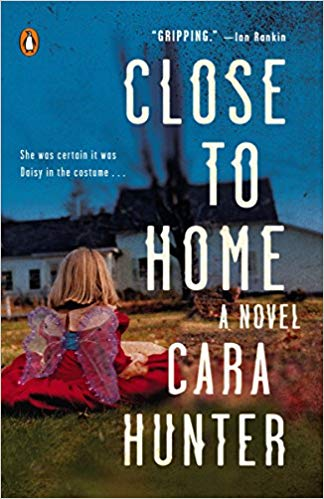 "GRIPPING." —Ian Rankin
CLOSE
TO
HOME
She was certain it was
Daisy in the costume . . .
A NOVEL
CARA
HUNTER